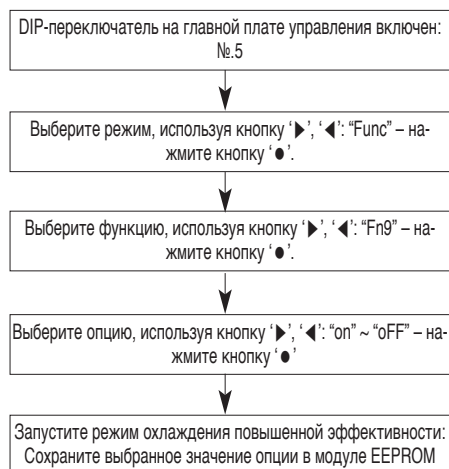 DIP-переключатель на главной плате управления включен:
№.5
Выберите режим, используя кнопку ‘▶’, ‘◀’: “Func” – на-
жмите кнопку ‘●’.
Выберите функцию, используя кнопку ‘▶’, ‘◀’: “Fn9” – на-
жмите кнопку ‘●’.
Выберите опцию, используя кнопку ‘▶’, ‘◀’: “on” ~ “oFF” – на-
жмите кнопку ‘●’
Запустите режим охлаждения повышенной эффективности:
Сохраните выбранное значение опции в модуле EEPROM